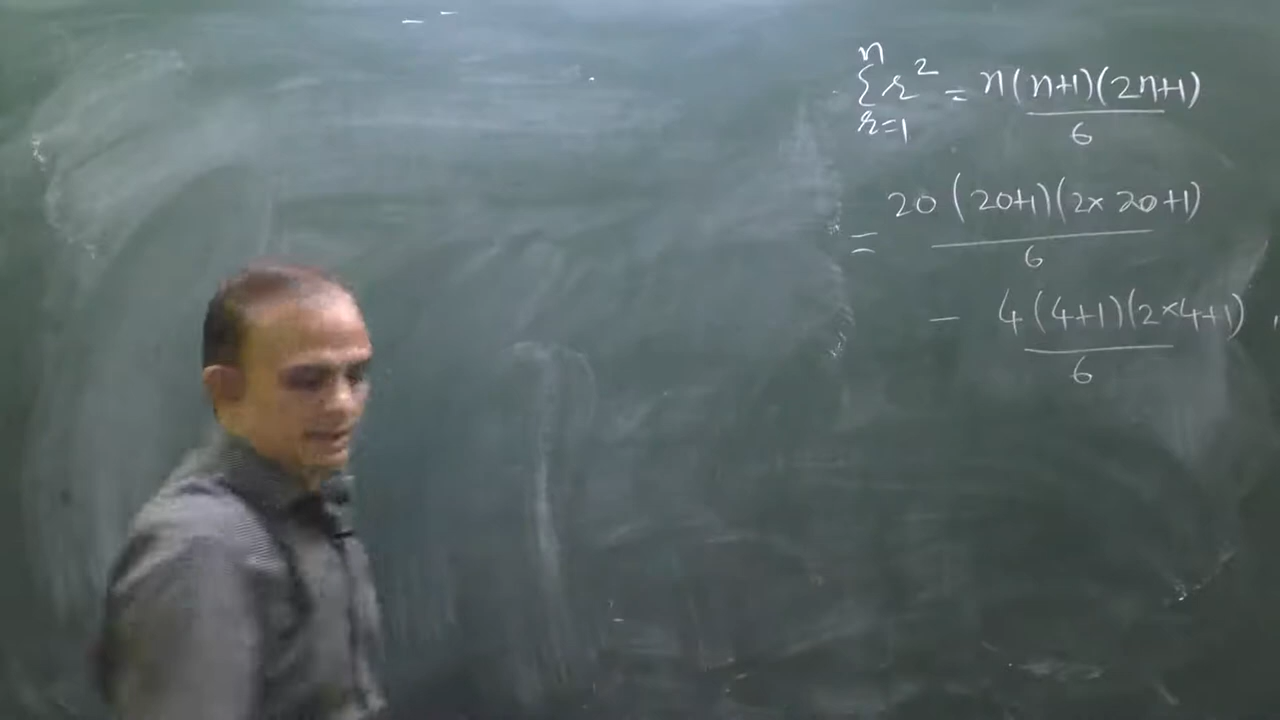 n
Σ r² = n(n+1)(2n+1)
r=1 6
20 (20+1)(2× 20+1)
=
6
- 4(4+1)(2×4+1)
6